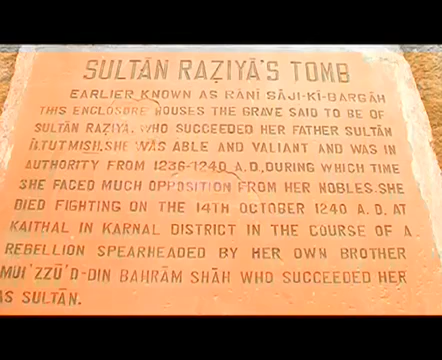 SULTĀN RAẒIYĀ'S TOMB
EARLIER KNOWN AS RĀNĪ SĀJI-KĪ-BARGĀH
THIS ENCLOSURE HOUSES THE GRAVE SAID TO BE OF
SULTĀN RAẒIYA, WHO SUCCEEDED HER FATHER SULTĀN
ILTUTMISH. SHE WAS ABLE AND VALIANT AND WAS IN
AUTHORITY FROM 1236-1240 A.D., DURING WHICH TIME
SHE FACED MUCH OPPOSITION FROM HER NOBLES. SHE
DIED FIGHTING ON THE 14TH OCTOBER 1240 A.D. AT
KAITHAL IN KARNAL DISTRICT IN THE COURSE OF A
REBELLION SPEARHEADED BY HER OWN BROTHER
MUI'ZZŪ'D-DIN BAHRĀM SHĀH WHO SUCCEEDED HER
AS SULTĀN.